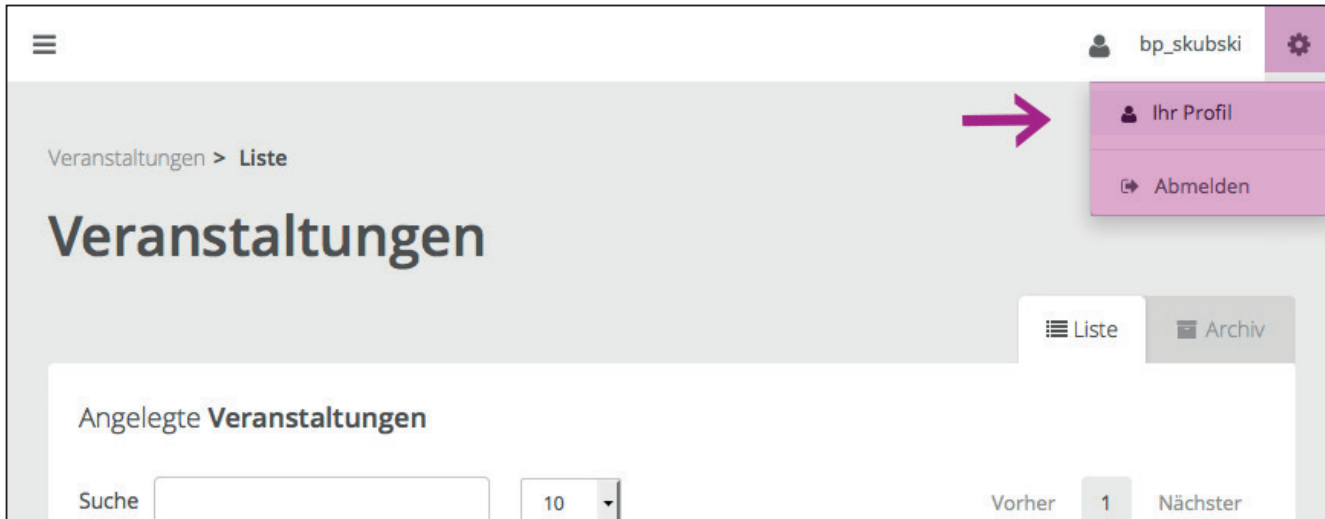 bp_skubski
Ihr Profil
Abmelden
Veranstaltungen > Liste
Veranstaltungen
Liste
Archiv
Angelegte Veranstaltungen
Suche
10
Vorher 1 Nächster